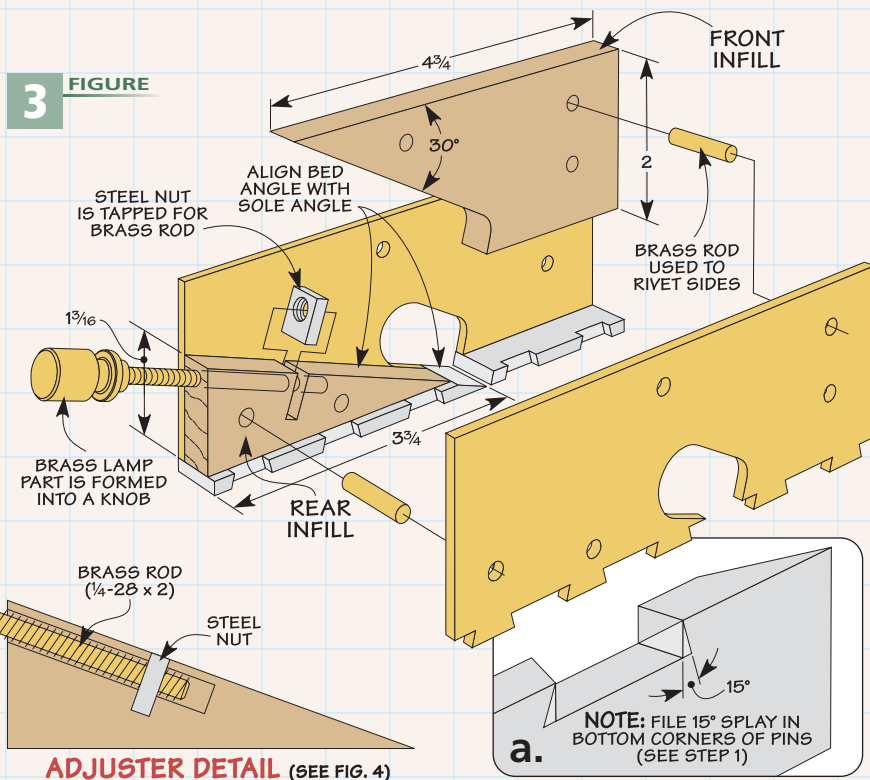 3
FIGURE
4¾
FRONT
INFILL
30°
2
ALIGN BED
ANGLE WITH
SOLE ANGLE
STEEL NUT
IS TAPPED FOR
BRASS ROD
BRASS ROD
USED TO
RIVET SIDES
1³⁄₁₆
3¾
BRASS LAMP
PART IS FORMED
INTO A KNOB
REAR
INFILL
BRASS ROD
(¼-28 x 2)
STEEL
NUT
ADJUSTER DETAIL (SEE FIG. 4)
15°
NOTE: FILE 15° SPLAY IN
BOTTOM CORNERS OF PINS
(SEE STEP 1)
a.